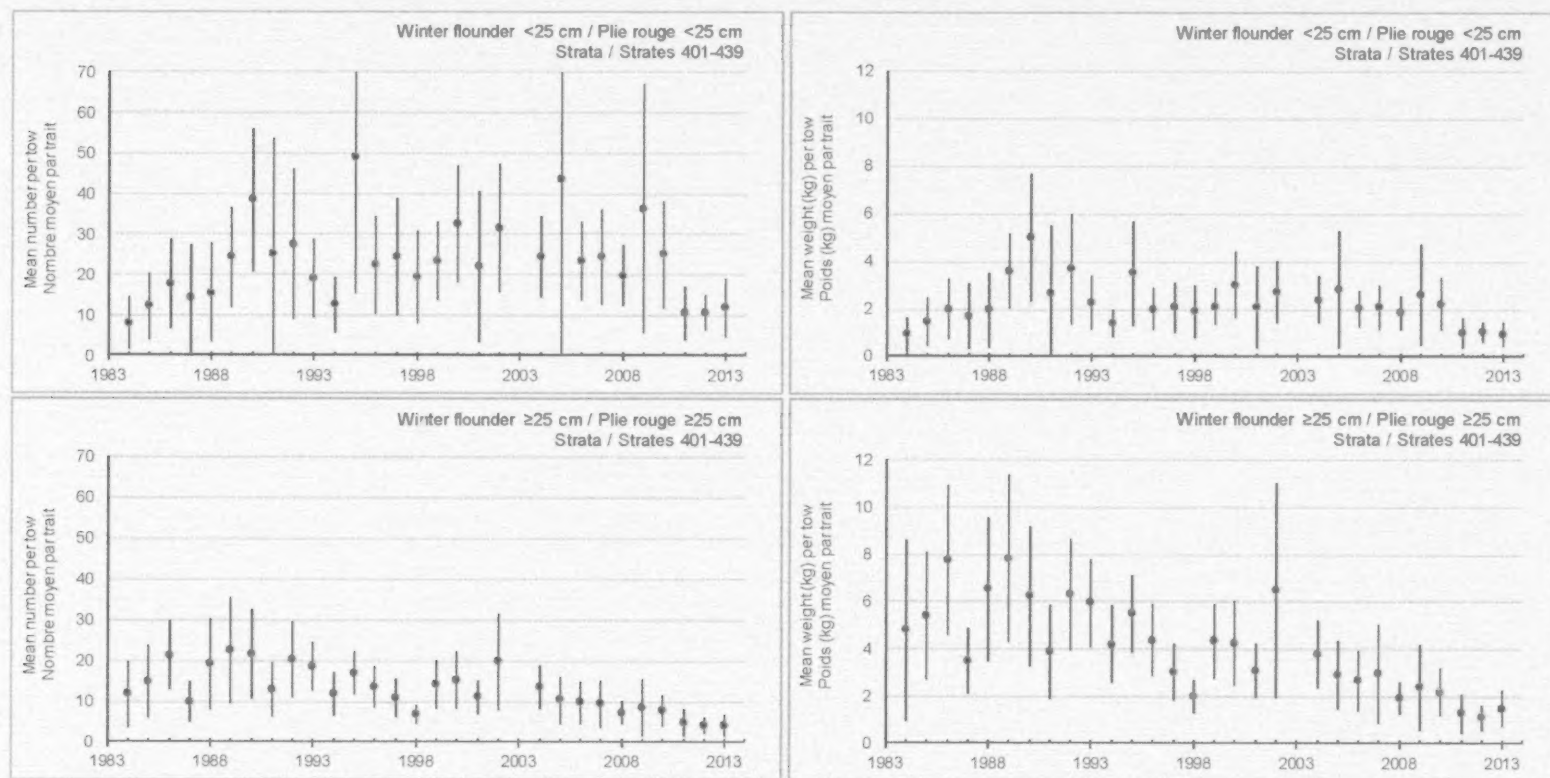 Winter flounder <25 cm / Plie rouge <25 cm
Strata / Strates 401-439
Mean number per tow
Nombre moyen par trait
70
60
50
40
30
20
10
0
1983 1988 1993 1998 2003 2008 2013
Winter flounder <25 cm / Plie rouge <25 cm
Strata / Strates 401-439
Mean weight (kg) per tow
Poids (kg) moyen par trait
12
10
8
6
4
2
0
1983 1988 1993 1998 2003 2008 2013
Winter flounder ≥25 cm / Plie rouge ≥25 cm
Strata / Strates 401-439
Mean number per tow
Nombre moyen par trait
70
60
50
40
30
20
10
0
1983 1988 1993 1998 2003 2008 2013
Winter flounder ≥25 cm / Plie rouge ≥25 cm
Strata / Strates 401-439
Mean weight (kg) per tow
Poids (kg) moyen par trait
12
10
8
6
4
2
0
1983 1988 1993 1998 2003 2008 2013